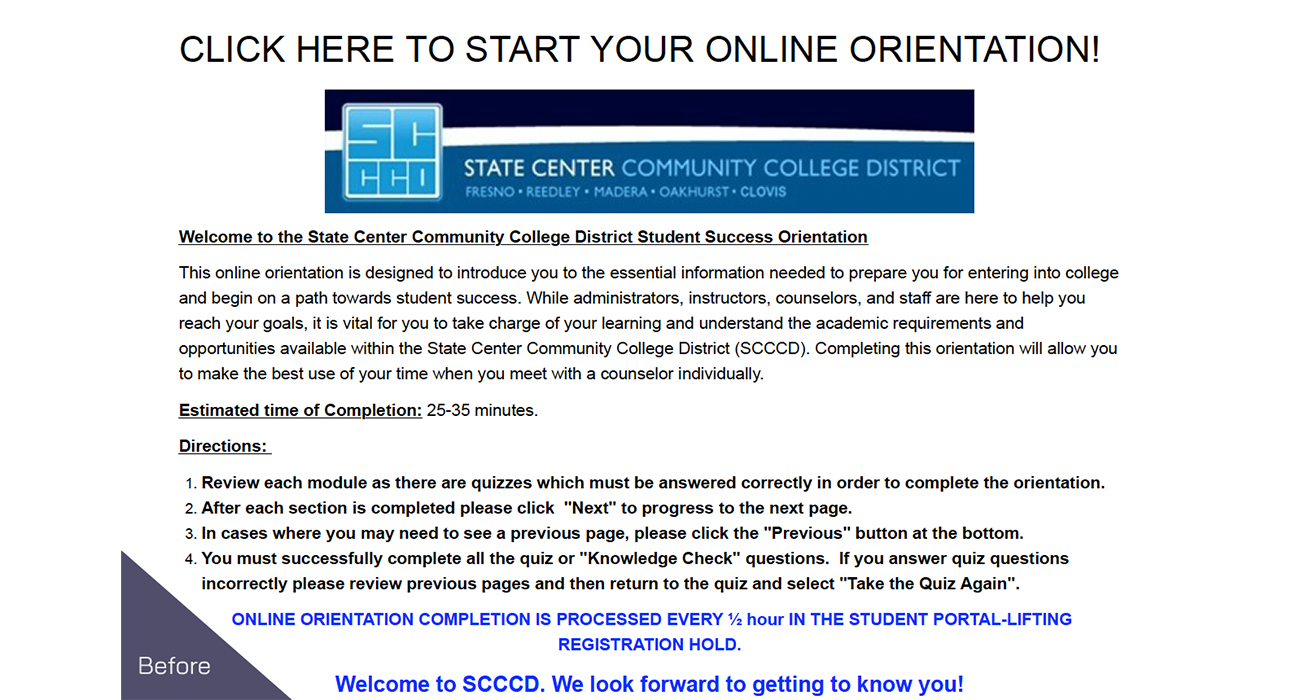 CLICK HERE TO START YOUR ONLINE ORIENTATION!
SC
CCD
STATE CENTER COMMUNITY COLLEGE DISTRICT
FRESNO • REEDLEY • MADERA • OAKHURST • CLOVIS
Welcome to the State Center Community College District Student Success Orientation
This online orientation is designed to introduce you to the essential information needed to prepare you for entering into college
and begin on a path towards student success. While administrators, instructors, counselors, and staff are here to help you
reach your goals, it is vital for you to take charge of your learning and understand the academic requirements and
opportunities available within the State Center Community College District (SCCCD). Completing this orientation will allow you
to make the best use of your time when you meet with a counselor individually.
Estimated time of Completion: 25-35 minutes.
Directions:
1. Review each module as there are quizzes which must be answered correctly in order to complete the orientation.
2. After each section is completed please click  "Next" to progress to the next page.
3. In cases where you may need to see a previous page, please click the "Previous" button at the bottom.
4. You must successfully complete all the quiz or "Knowledge Check" questions.  If you answer quiz questions
incorrectly please review previous pages and then return to the quiz and select "Take the Quiz Again".
ONLINE ORIENTATION COMPLETION IS PROCESSED EVERY ½ hour IN THE STUDENT PORTAL-LIFTING
REGISTRATION HOLD.
Before
Welcome to SCCCD. We look forward to getting to know you!